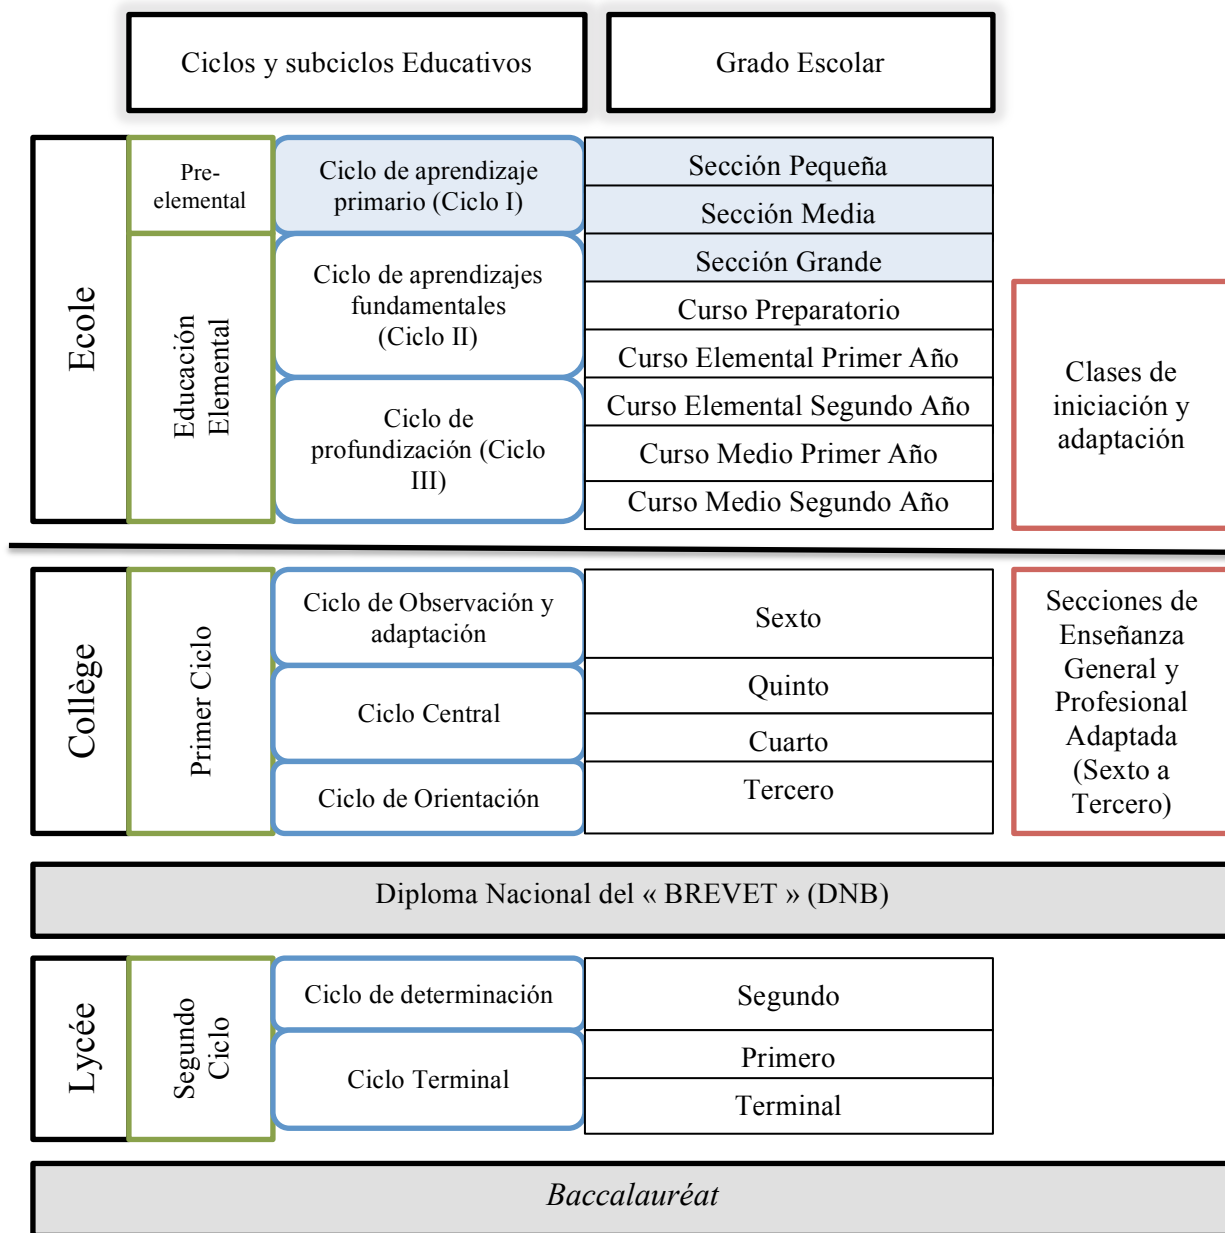 Ciclos y subciclos Educativos
Grado Escolar
Ecole
Pre-
elemental
Ciclo de aprendizaje
primario (Ciclo I)
Sección Pequeña
Sección Media
Sección Grande
Educación
Elemental
Ciclo de aprendizajes
fundamentales
(Ciclo II)
Curso Preparatorio
Curso Elemental Primer Año
Ciclo de
profundización (Ciclo
III)
Curso Elemental Segundo Año
Curso Medio Primer Año
Curso Medio Segundo Año
Clases de
iniciación y
adaptación
Collège
Primer Ciclo
Ciclo de Observación y
adaptación
Sexto
Ciclo Central
Quinto
Cuarto
Ciclo de Orientación
Tercero
Secciones de
Enseñanza
General y
Profesional
Adaptada
(Sexto a
Tercero)
Diploma Nacional del « BREVET » (DNB)
Lycée
Segundo
Ciclo
Ciclo de determinación
Segundo
Ciclo Terminal
Primero
Terminal
Baccalauréat